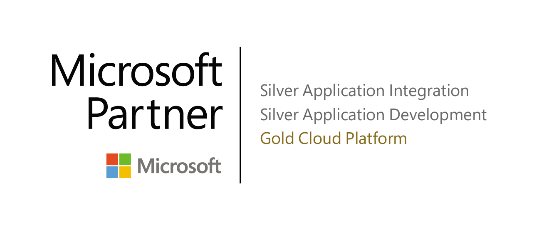 Microsoft
Partner
Microsoft
Silver Application Integration
Silver Application Development
Gold Cloud Platform